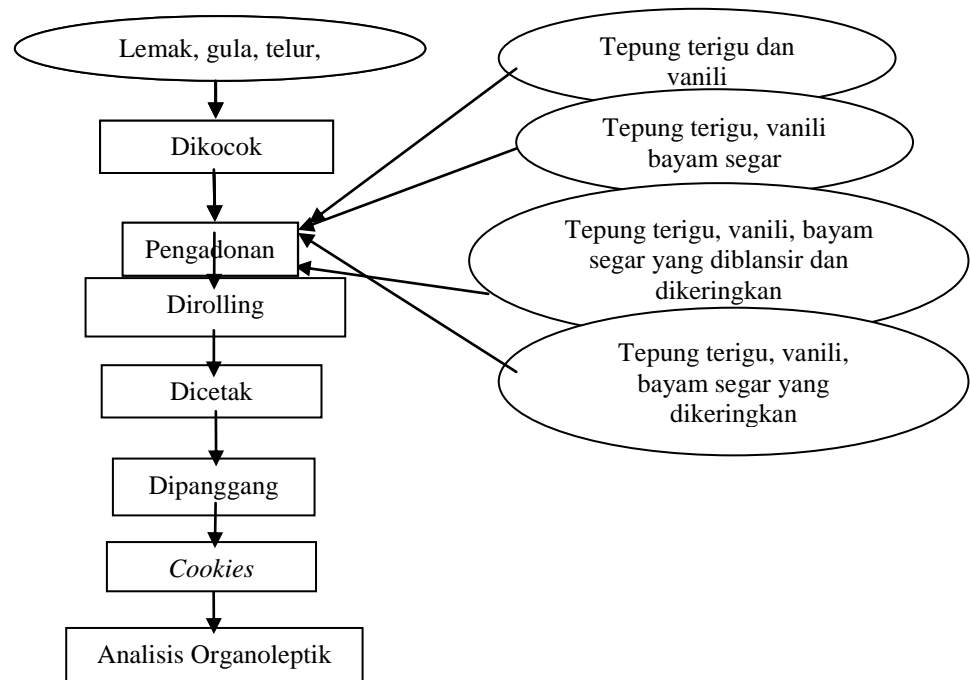 Lemak, gula, telur,
Dikocok
Pengadonan
Dirolling
Dicetak
Dipanggang
Cookies
Analisis Organoleptik
Tepung terigu dan
vanili
Tepung terigu, vanili
bayam segar
Tepung terigu, vanili, bayam
segar yang diblansir dan
dikeringkan
Tepung terigu, vanili,
bayam segar yang
dikeringkan